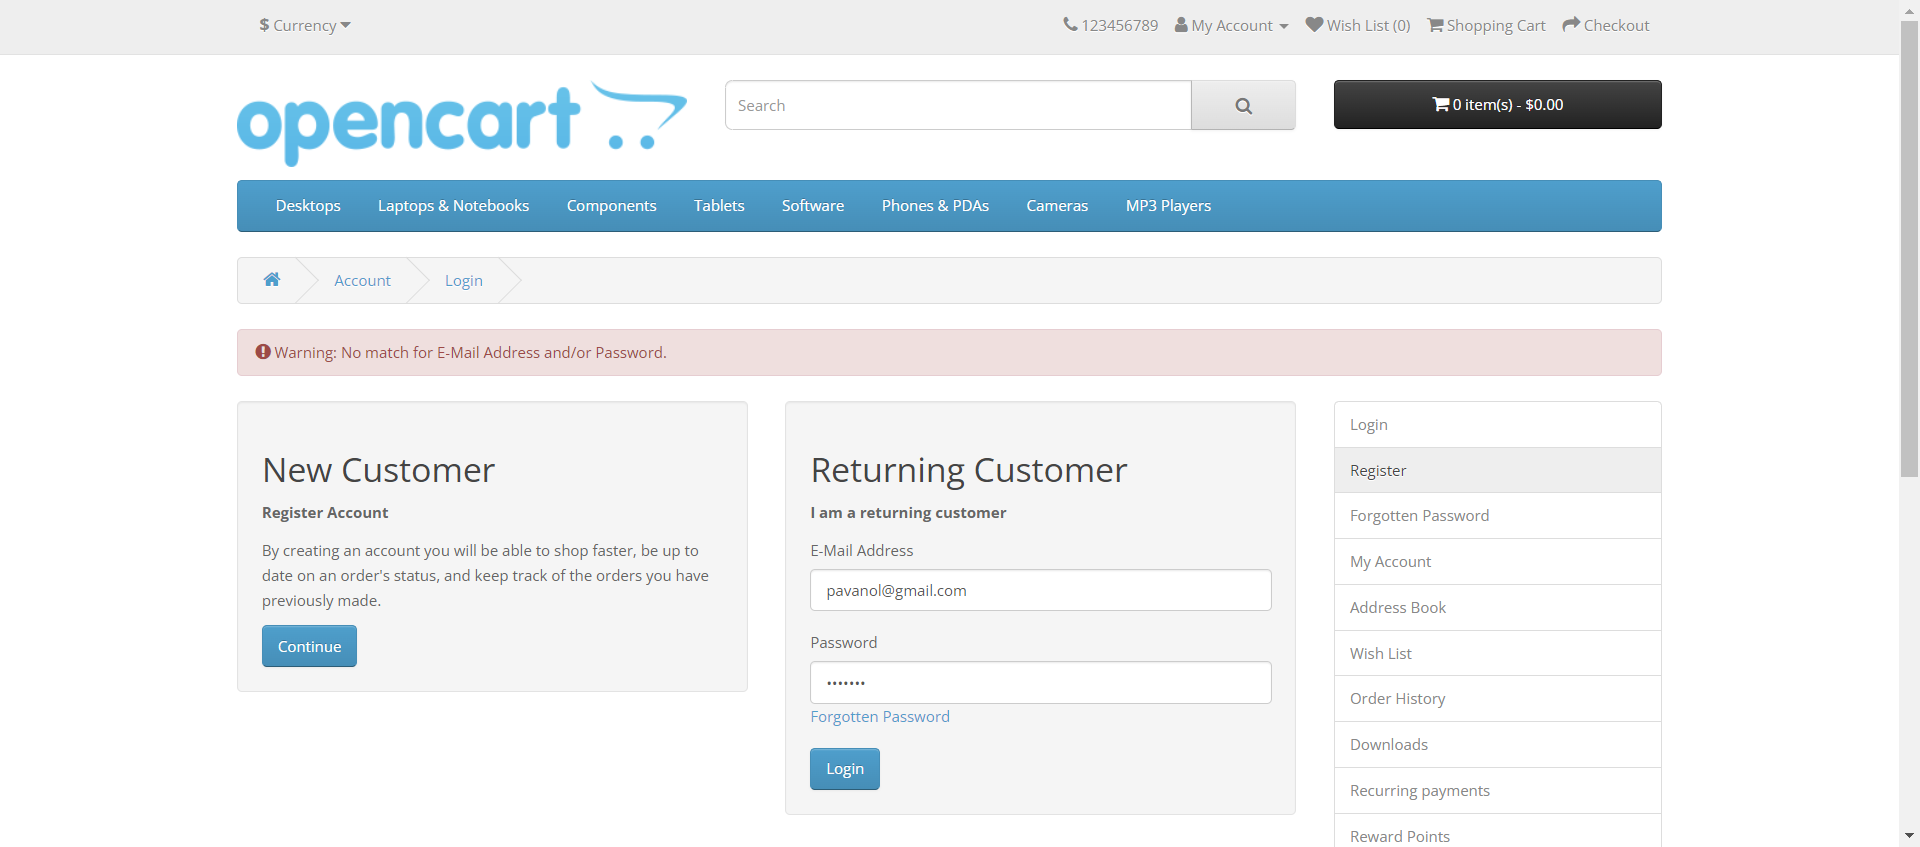 $ Currency
123456789 My Account Wish List (0) Shopping Cart Checkout
opencart
Search
0 item(s) - $0.00
Desktops Laptops & Notebooks Components Tablets Software Phones & PDAs Cameras MP3 Players
Account Login
Warning: No match for E-Mail Address and/or Password.
New Customer
Register Account
By creating an account you will be able to shop faster, be up to
date on an order's status, and keep track of the orders you have
previously made.
Continue
Returning Customer
I am a returning customer
E-Mail Address
pavanol@gmail.com
Password
•••••••
Forgotten Password
Login
Login
Register
Forgotten Password
My Account
Address Book
Wish List
Order History
Downloads
Recurring payments
Reward Points